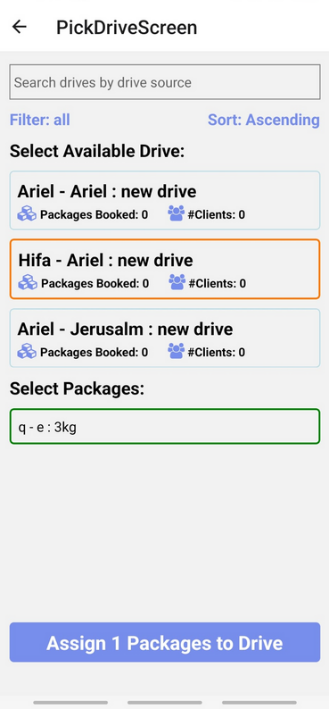 PickDriveScreen
Search drives by drive source
Filter: all
Sort: Ascending
Select Available Drive:
Ariel - Ariel : new drive
Packages Booked: 0
#Clients: 0
Hifa - Ariel : new drive
Packages Booked: 0
#Clients: 0
Ariel - Jerusalm : new drive
Packages Booked: 0
#Clients: 0
Select Packages:
q - e : 3kg
Assign 1 Packages to Drive